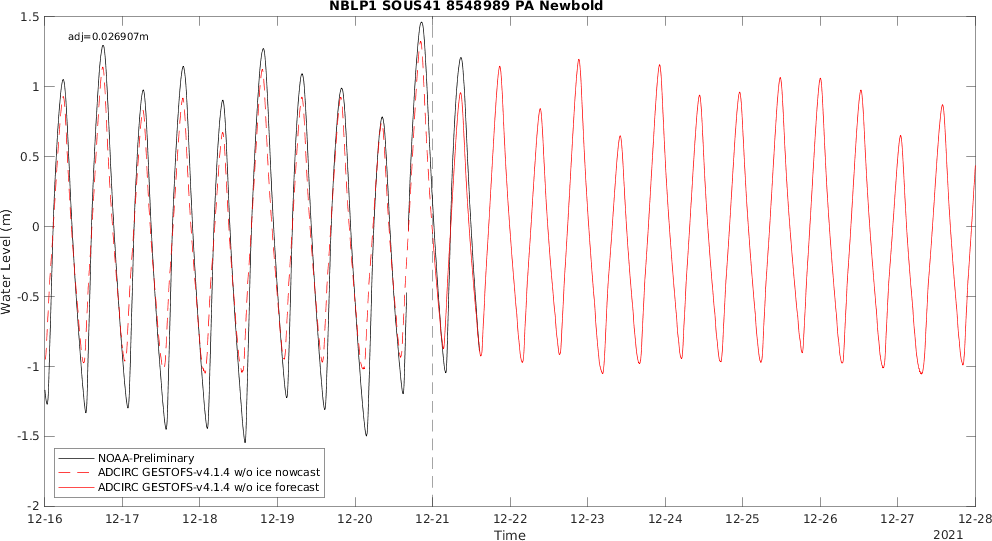 NBLP1 SOUS41 8548989 PA Newbold
adj=0.026907m
1.5
1
0.5
0
-0.5
-1
-1.5
-2
Water Level (m)
NOAA-Preliminary
ADCIRC GESTOFS-v4.1.4 w/o ice nowcast
ADCIRC GESTOFS-v4.1.4 w/o ice forecast
12-16 12-17 12-18 12-19 12-20 12-21 12-22 12-23 12-24 12-25 12-26 12-27 12-28
Time
2021